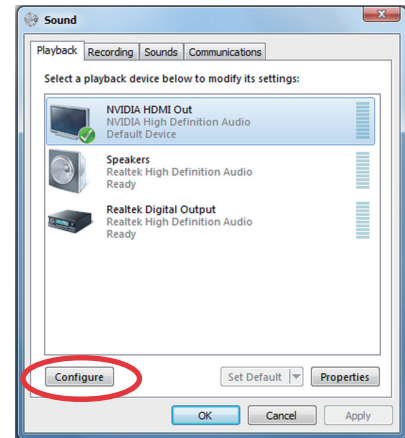 Sound
Playback Recording Sounds Communications
Select a playback device below to modify its settings:
NVIDIA HDMI Out
NVIDIA High Definition Audio
Default Device
Speakers
Realtek High Definition Audio
Ready
Realtek Digital Output
Realtek High Definition Audio
Ready
Configure Set Default Properties
OK Cancel Apply